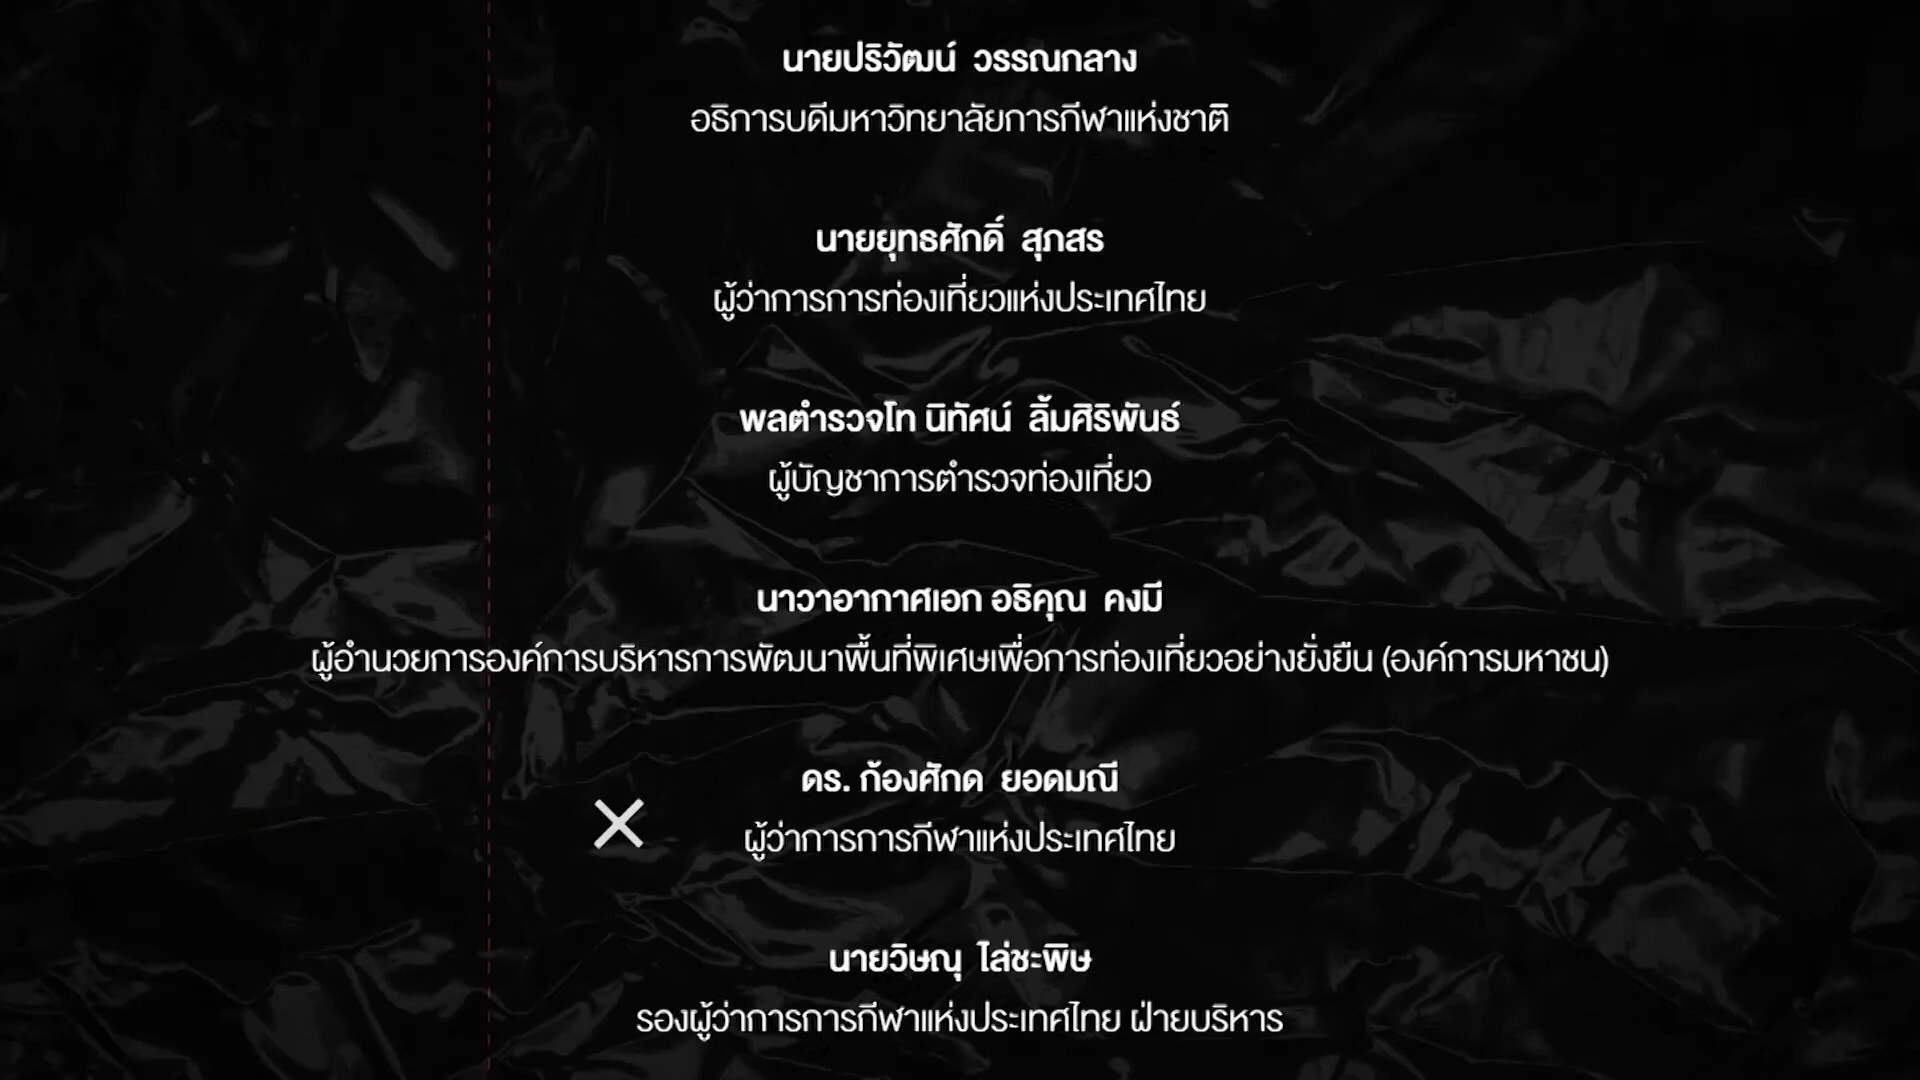 นายปริวัฒน์ วรรณกลาง
อธิการบดีมหาวิทยาลัยการกีฬาแห่งชาติ
นายยุทธศักดิ์ สุภสร
ผู้ว่าการการท่องเที่ยวแห่งประเทศไทย
พลตำรวจโท นิทัศน์ ลิ้มศิริพันธ์
ผู้บัญชาการตำรวจท่องเที่ยว
นาวาอากาศเอก อธิคุณ คงมี
ผู้อำนวยการองค์การบริหารการพัฒนาพื้นที่พิเศษเพื่อการท่องเที่ยวอย่างยั่งยืน (องค์การมหาชน)
ดร. ก้องศักด ยอดมณี
ผู้ว่าการการกีฬาแห่งประเทศไทย
นายวิษณุ ไล่ชะพิษ
รองผู้ว่าการการกีฬาแห่งประเทศไทย ฝ่ายบริหาร